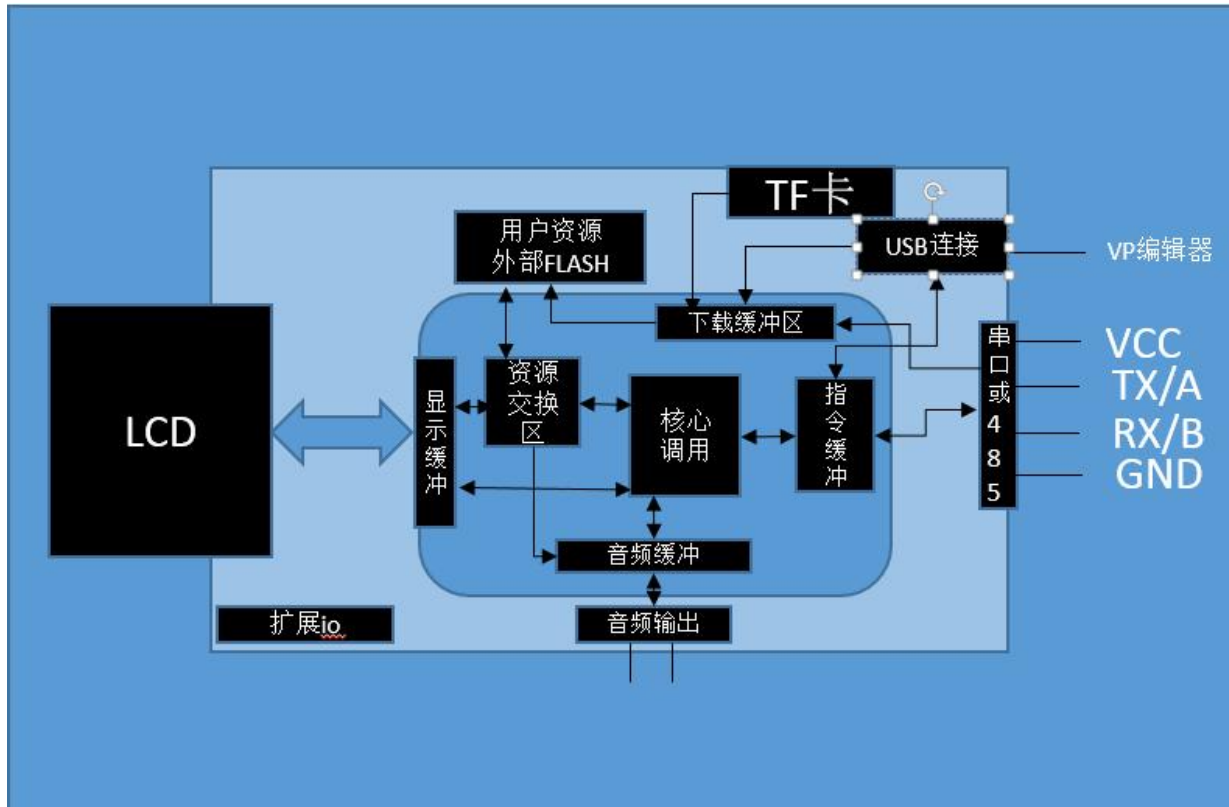 TF卡
用户资源
外部FLASH
USB连接
VP编辑器
下载缓冲区
串口或485
VCC
TX/A
RX/B
GND
LCD
显示缓冲
资源
交换
区
核心
调用
指令缓冲
音频缓冲
扩展io
音频输出